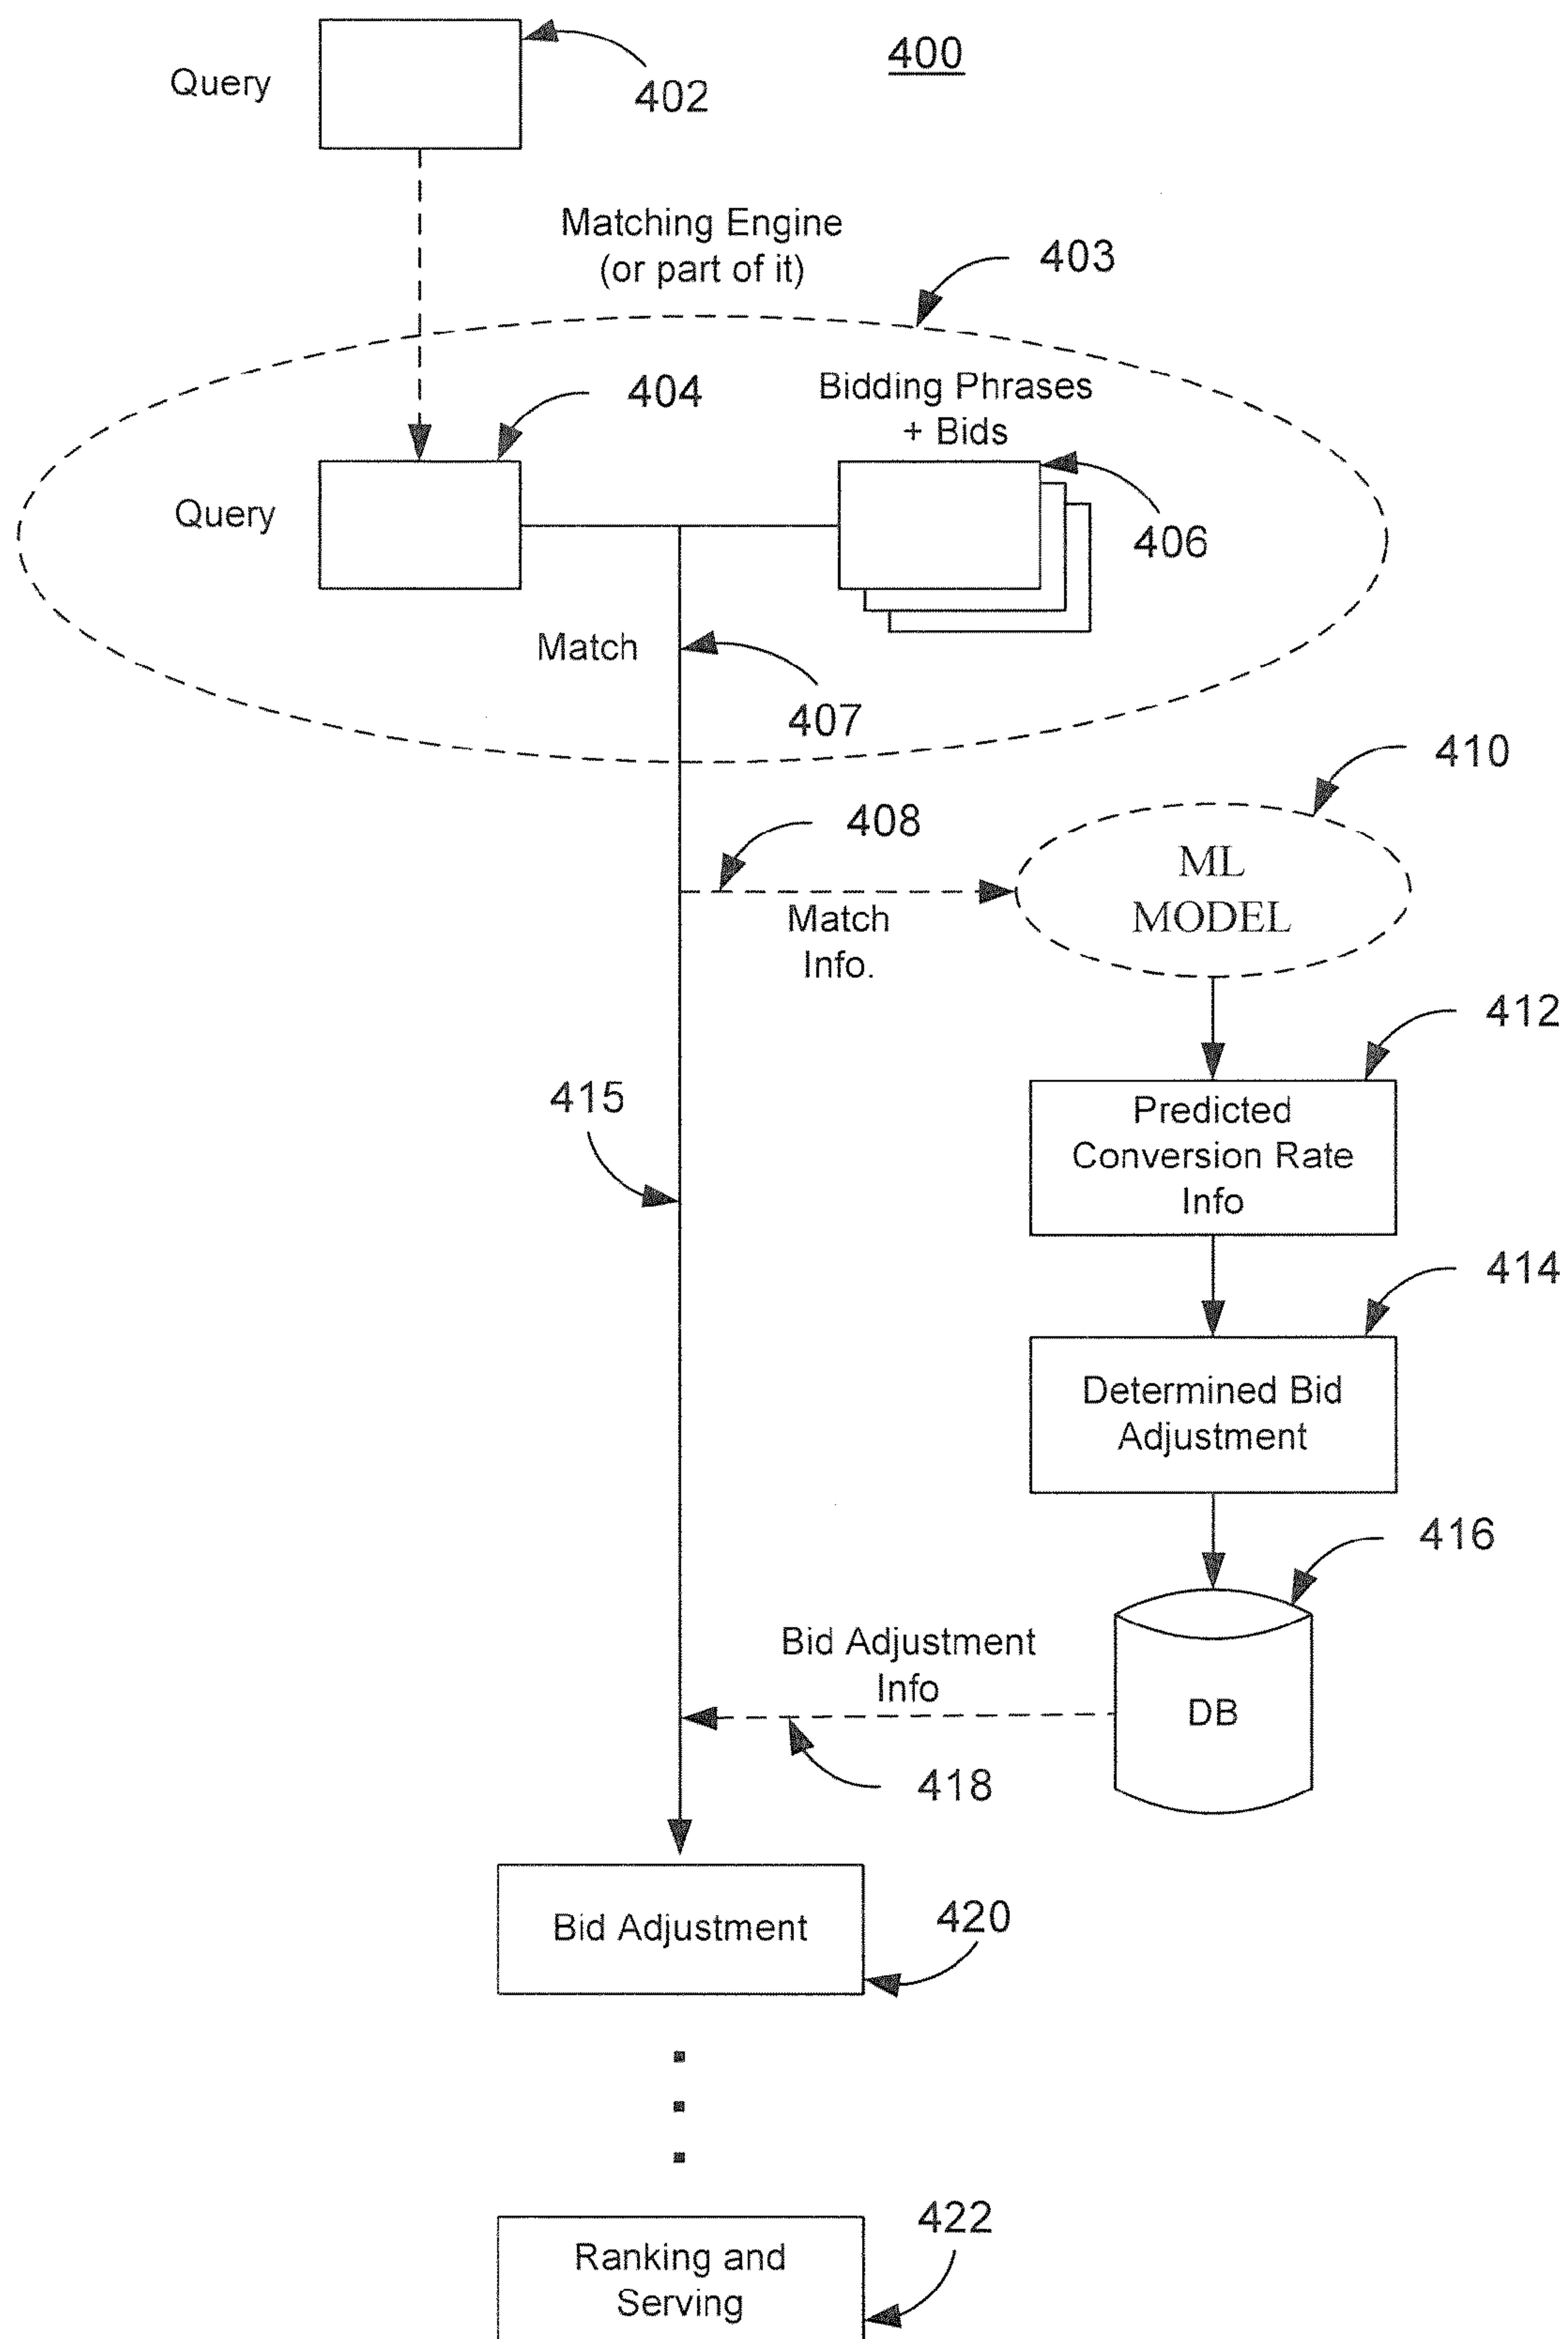 400
Query
402
Matching Engine
(or part of it)
403
404
Bidding Phrases
+ Bids
Query
406
Match
407
410
408
ML
MODEL
Match
Info.
412
415
Predicted
Conversion Rate
Info
414
Determined Bid
Adjustment
416
Bid Adjustment
Info
DB
418
Bid Adjustment
420
422
Ranking and
Serving